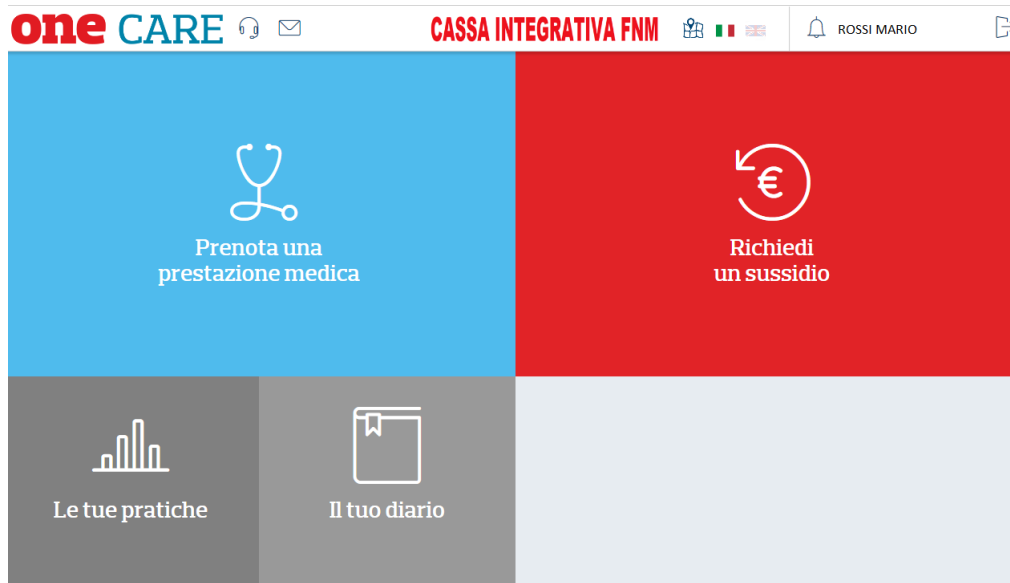 one CARE CASSA INTEGRATIVA FNM ROSSI MARIO
Prenota una
prestazione medica
Richiedi
un sussidio
€
Le tue pratiche
Il tuo diario